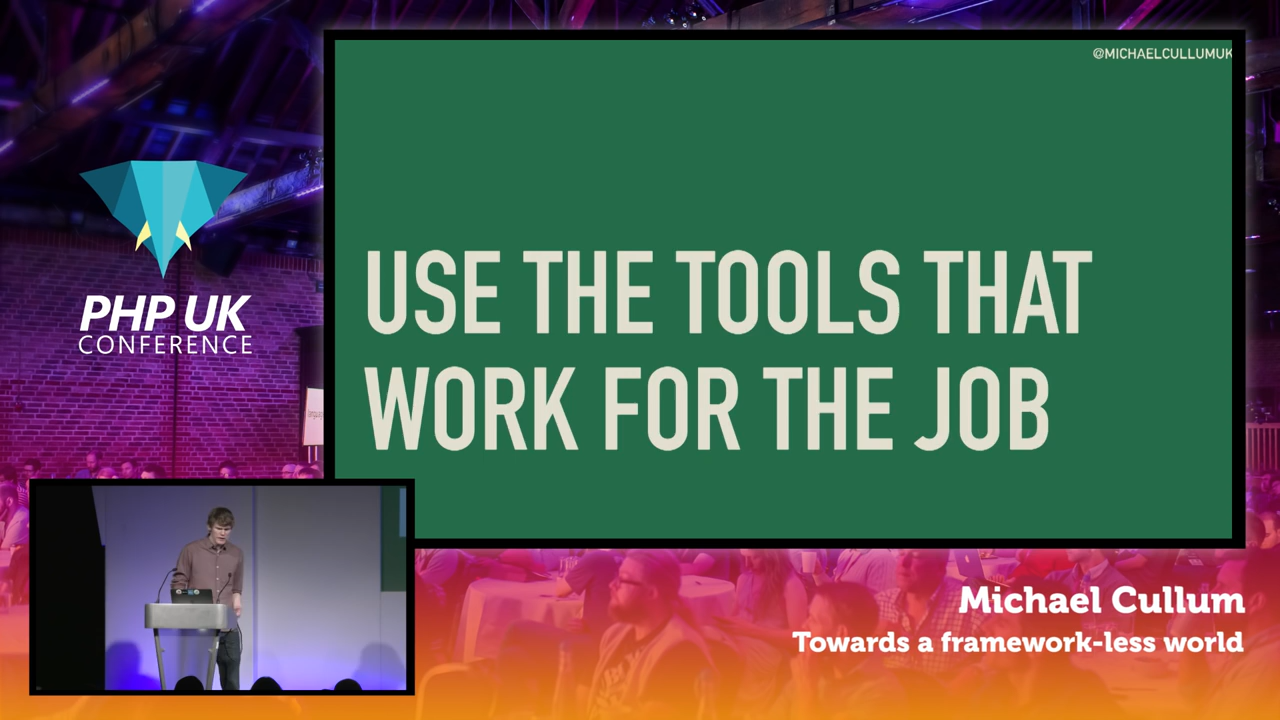 @MICHAELCULLUMUK
USE THE TOOLS THAT
WORK FOR THE JOB
PHP UK
CONFERENCE
Michael Cullum
Towards a framework-less world